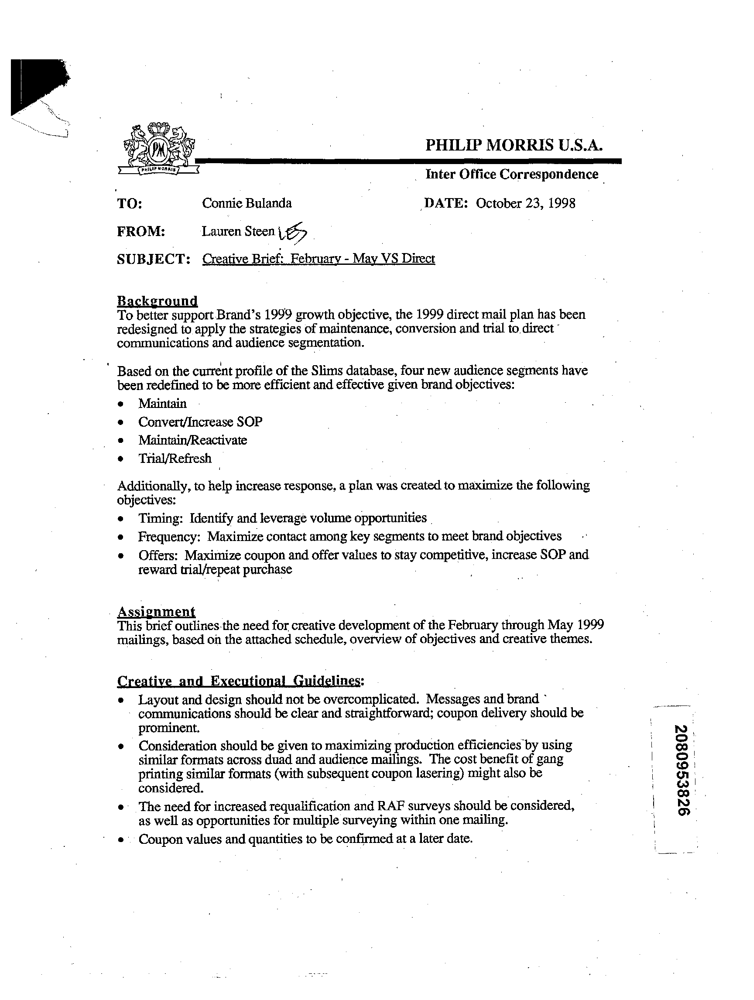 PHILIP MORRIS U.S.A.
PM
PHILIP MORRIS
Inter Office Correspondence
TO: Connie Bulanda DATE: October 23, 1998
FROM: Lauren Steen
SUBJECT: Creative Brief: February - May VS Direct
Background
To better support Brand's 1999 growth objective, the 1999 direct mail plan has been
redesigned to apply the strategies of maintenance, conversion and trial to direct
communications and audience segmentation.
Based on the current profile of the Slims database, four new audience segments have
been redefined to be more efficient and effective given brand objectives:
• Maintain
• Convert/Increase SOP
• Maintain/Reactivate
• Trial/Refresh
Additionally, to help increase response, a plan was created to maximize the following
objectives:
• Timing: Identify and leverage volume opportunities
• Frequency: Maximize contact among key segments to meet brand objectives
• Offers: Maximize coupon and offer values to stay competitive, increase SOP and
reward trial/repeat purchase
Assignment
This brief outlines the need for creative development of the February through May 1999
mailings, based on the attached schedule, overview of objectives and creative themes.
Creative and Executional Guidelines:
• Layout and design should not be overcomplicated. Messages and brand
communications should be clear and straightforward; coupon delivery should be
prominent.
• Consideration should be given to maximizing production efficiencies by using
similar formats across duad and audience mailings. The cost benefit of gang
printing similar formats (with subsequent coupon lasering) might also be
considered.
• The need for increased requalification and RAF surveys should be considered,
as well as opportunities for multiple surveying within one mailing.
• Coupon values and quantities to be confirmed at a later date.
2080953826